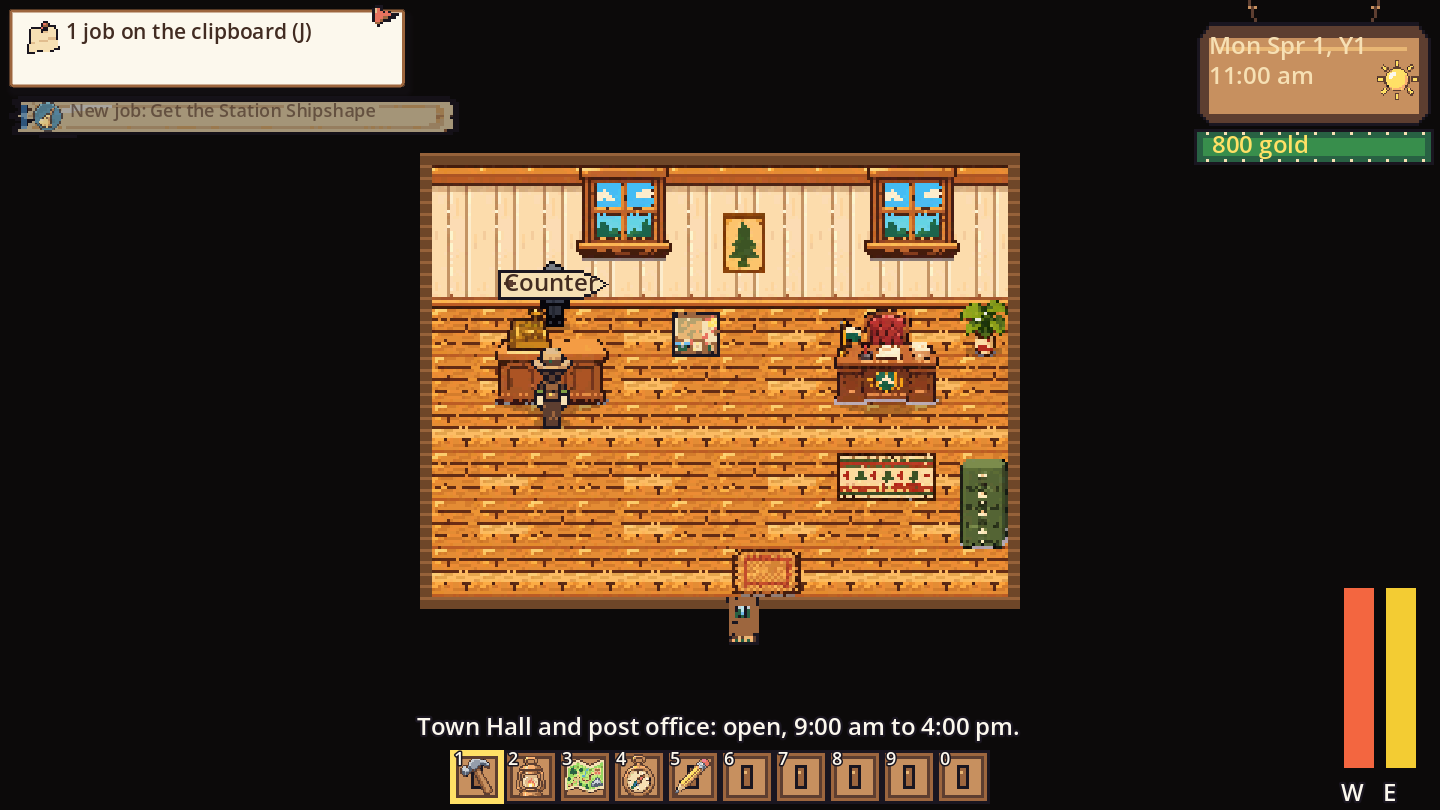 1 job on the clipboard (J)
New job: Get the Station Shipshape
Mon Spr 1, Y1
11:00 am
800 gold
Counter
Town Hall and post office: open, 9:00 am to 4:00 pm.
1 2 3 4 5 6 7 8 9 0
W E